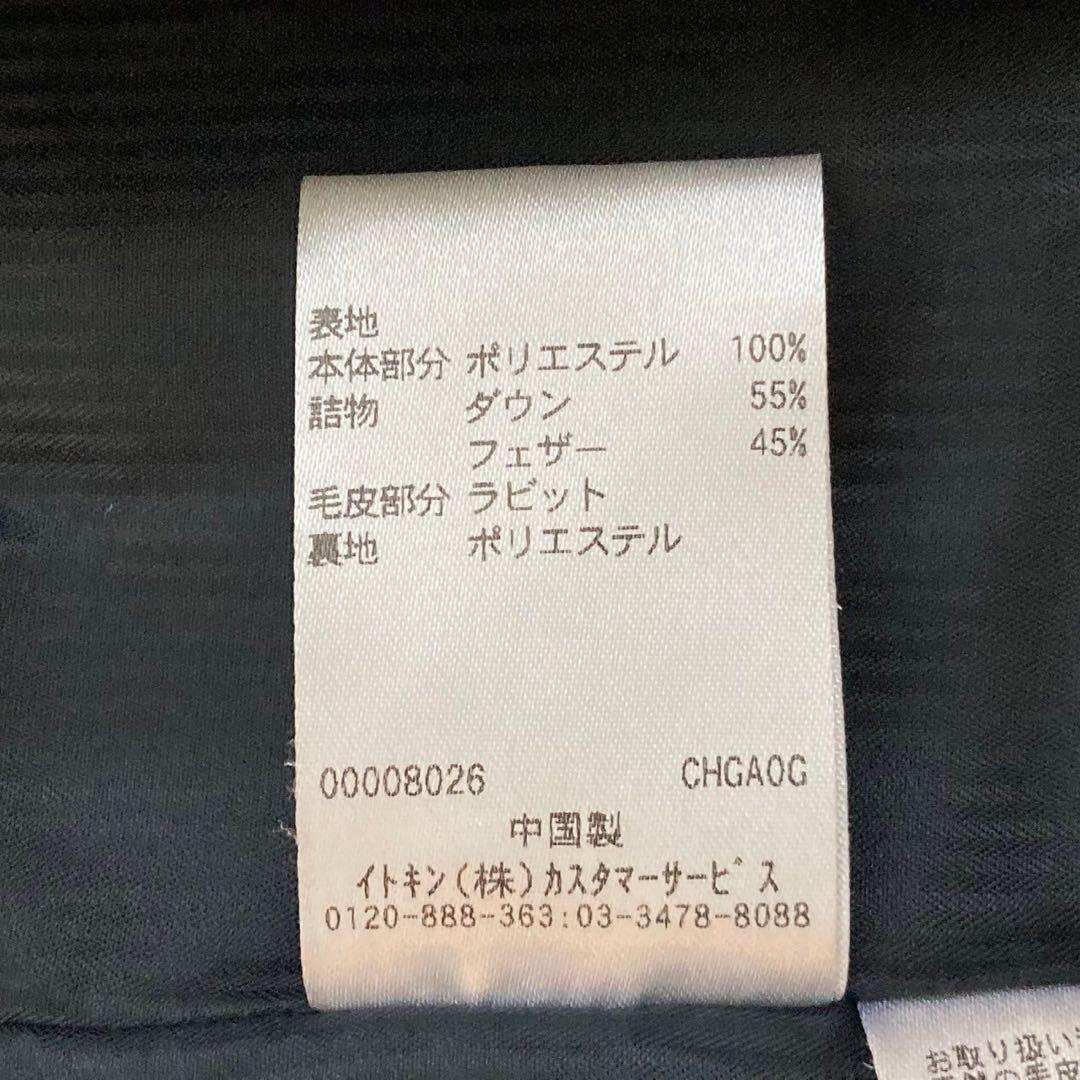 表地
本体部分 ポリエステル 100%
詰物 ダウン 55%
フェザー 45%
毛皮部分 ラビット
裏地 ポリエステル
00008026 CHGA0G
中国製
イトキン(株)カスタマーサービス
0120-888-363:03-3478-8088
お取り扱い
の毛皮